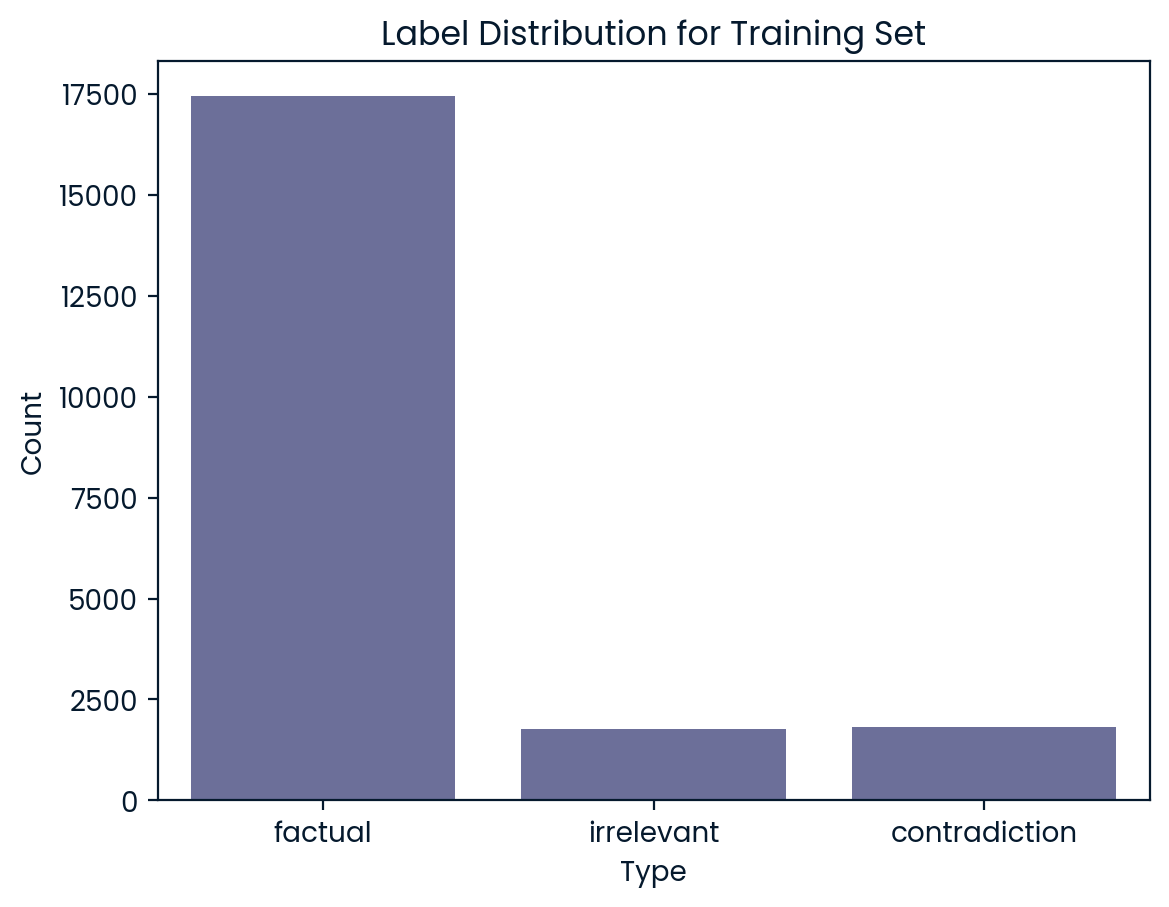 Label Distribution for Training Set
17500
15000
12500
10000
7500
5000
2500
0
Count
factual
irrelevant
contradiction
Type